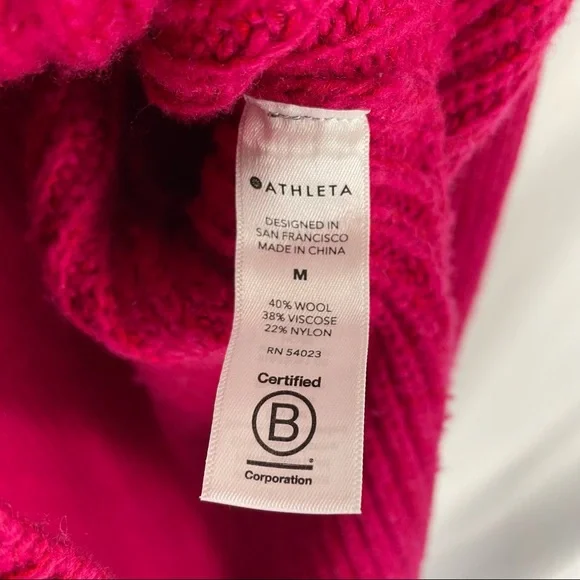 ATHLETA
DESIGNED IN
SAN FRANCISCO
MADE IN CHINA
M
40% WOOL
38% VISCOSE
22% NYLON
RN 54023
Certified
B
Corporation